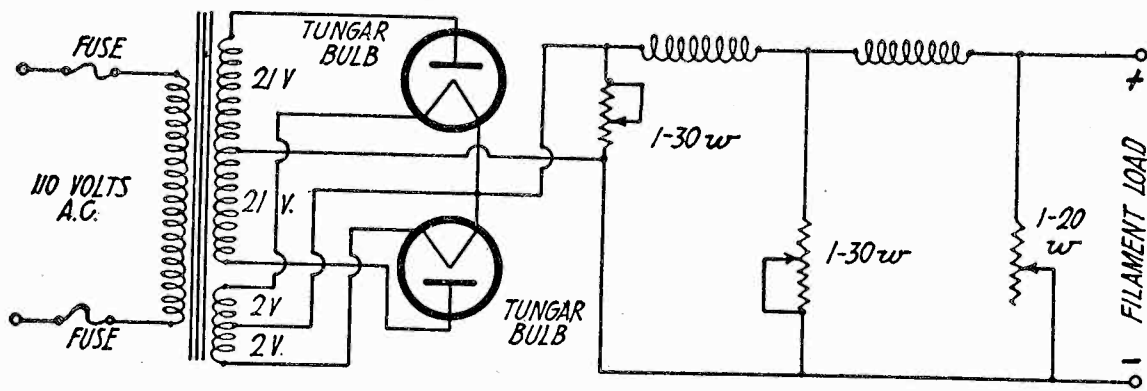 FUSE
110 VOLTS
A.C.
FUSE
21 V
21 V.
2 V
2 V.
TUNGAR
BULB
TUNGAR
BULB
1-30 w
1-30 w
1-20
w
+
FILAMENT LOAD
-